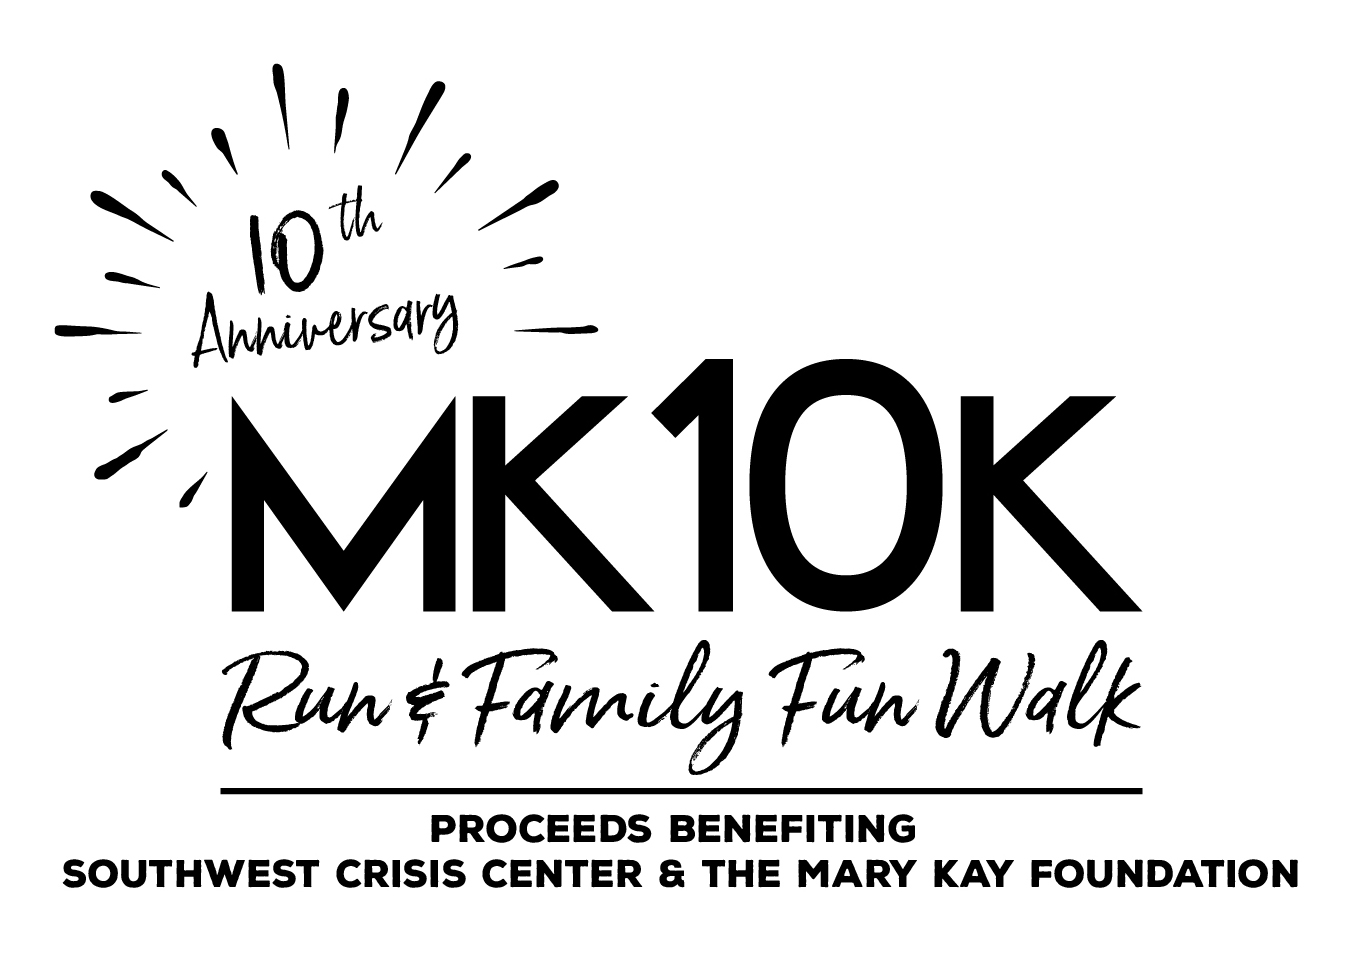 10th
Anniversary
MK10K
Run & Family Fun Walk
PROCEEDS BENEFITING
SOUTHWEST CRISIS CENTER & THE MARY KAY FOUNDATION